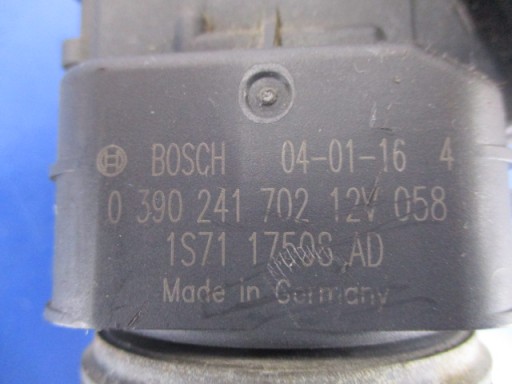 BOSCH 04-01-16 4
0 390 241 702 12V 058
1S71 17508 AD
Made in Germany